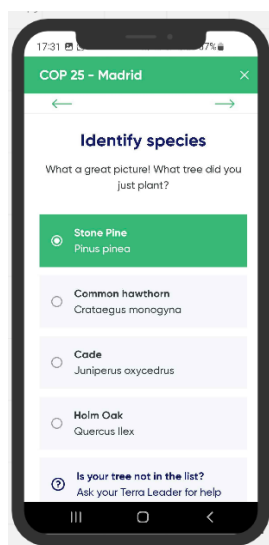 17:31
7%
COP 25 - Madrid
Identify species
What a great picture! What tree did you
just plant?
Stone Pine
Pinus pinea
Common hawthorn
Crataegus monogyna
Cade
Juniperus oxycedrus
Holm Oak
Quercus Ilex
Is your tree not in the list?
Ask your Terra Leader for help